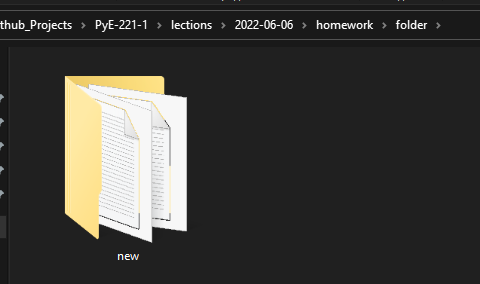 thub_Projects > PyE-221-1 > lections > 2022-06-06 > homework > folder >
new